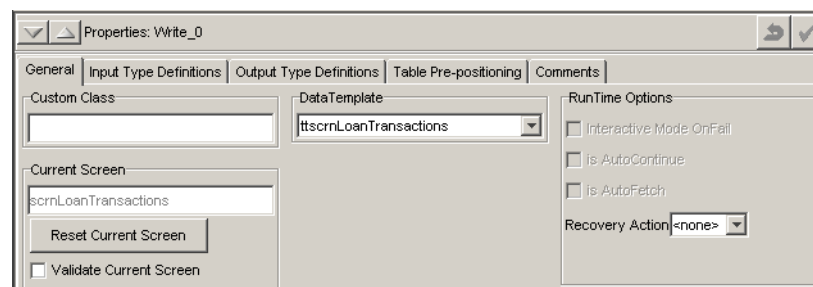 Properties: Write_0
General Input Type Definitions Output Type Definitions Table Pre-positioning Comments
Custom Class
DataTemplate
ttscrnLoanTransactions
RunTime Options
Interactive Mode OnFail
is AutoContinue
is AutoFetch
Recovery Action <none>
Current Screen
scrnLoanTransactions
Reset Current Screen
Validate Current Screen